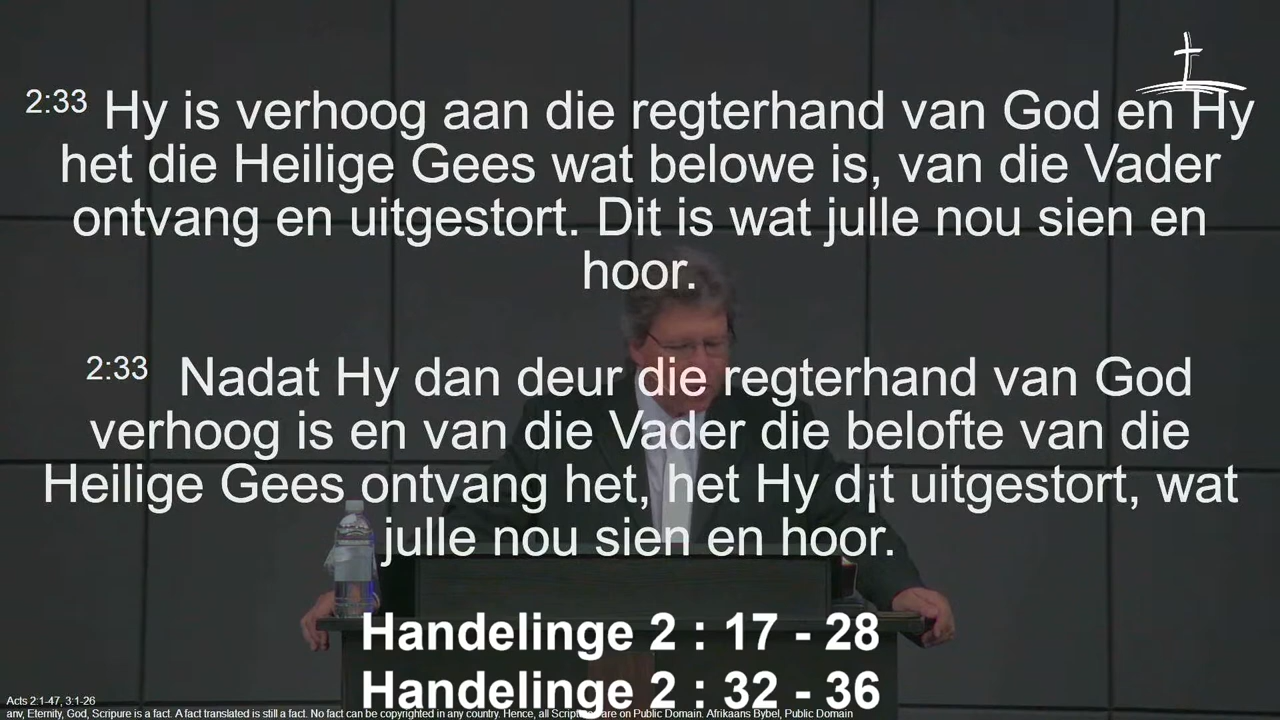 2:33 Hy is verhoog aan die regterhand van God en Hy
het die Heilige Gees wat belowe is, van die Vader
ontvang en uitgestort. Dit is wat julle nou sien en
hoor.
2:33 Nadat Hy dan deur die regterhand van God
verhoog is en van die Vader die belofte van die
Heilige Gees ontvang het, het Hy d¡t uitgestort, wat
julle nou sien en hoor.
Handelinge 2 : 17 - 28
Handelinge 2 : 32 - 36
Acts 2:1-47, 3:1-26
any, Eternity, God, Scripure is a fact. A fact translated is still a fact. No fact can be copyrighted in any country. Hence, all Scriptures are on Public Domain. Afrikaans Bybel, Public Domain